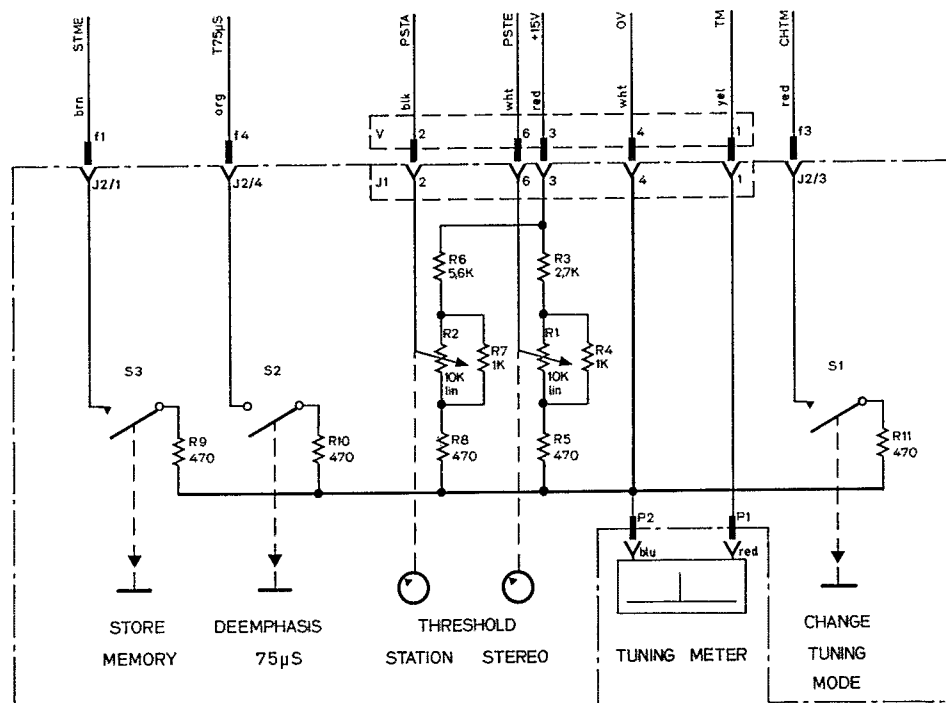 STME
T75µS
PSTA
PSTE
+15V
0V
TM
CHTM
brn
org
blk
wht
red
wht
yel
red
f1
f4
V 2 6 3 4 1
f3
J2/1
J2/4
J1 2 6 3 4 1
J2/3
R6
5,6K
R3
2,7K
R2
10K
lin
R7
1K
R1
10K
lin
R4
1K
S3
S2
S1
R9
470
R10
470
R8
470
R5
470
R11
470
P2
P1
blu
red
STORE
MEMORY
DEEMPHASIS
75µS
THRESHOLD
STATION STEREO
TUNING METER
CHANGE
TUNING
MODE